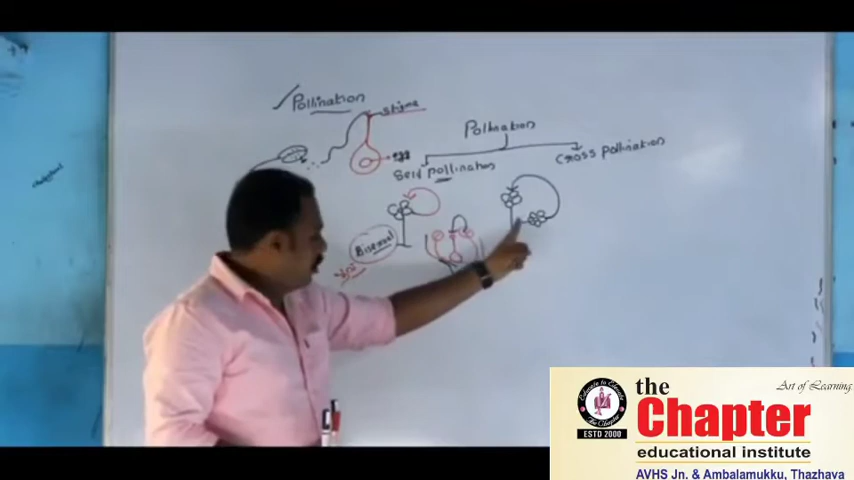 Pollination
Stigma
egg
Pollination
Self pollination
Cross pollination
Bisexual
the
Art of Learning
Chapter
educational institute
ESTD 2000
AVHS Jn. & Ambalamukku, Thazhava